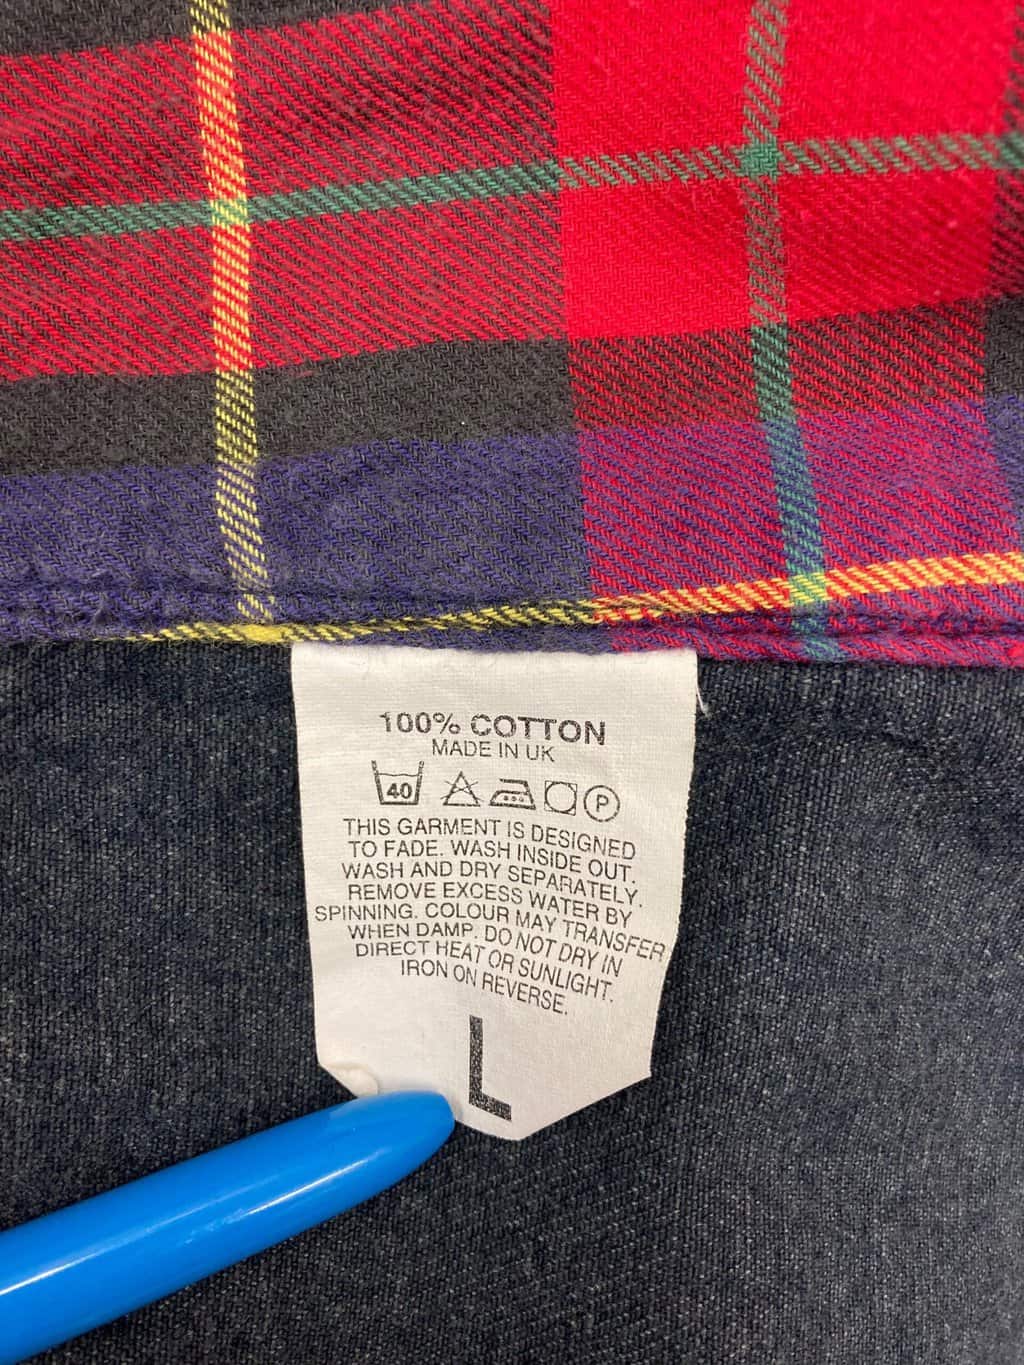 100% COTTON
MADE IN UK
40 P
THIS GARMENT IS DESIGNED
TO FADE. WASH INSIDE OUT.
WASH AND DRY SEPARATELY.
REMOVE EXCESS WATER BY
SPINNING. COLOUR MAY TRANSFER
WHEN DAMP. DO NOT DRY IN
DIRECT HEAT OR SUNLIGHT.
IRON ON REVERSE.
L